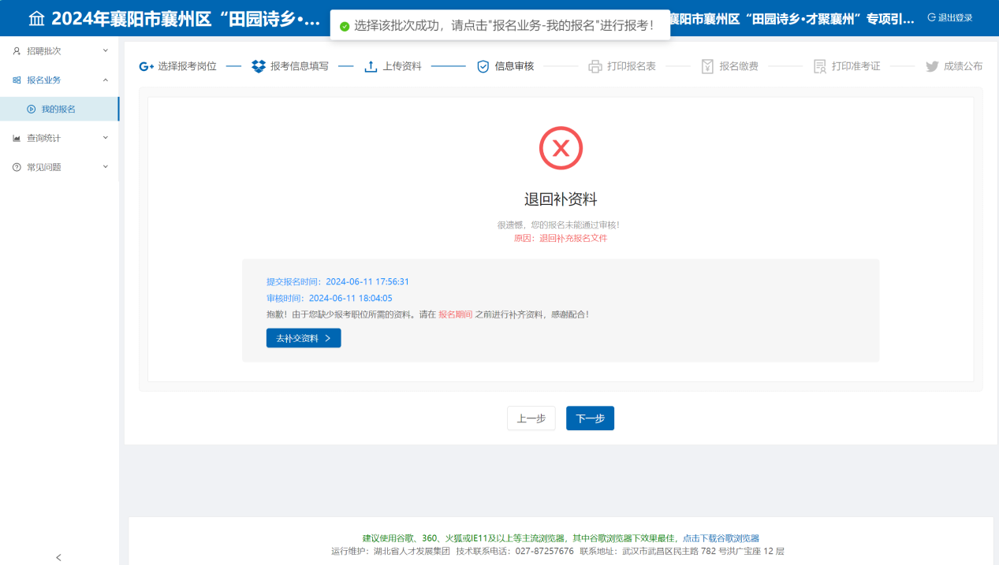 2024年襄阳市襄州区“田园诗乡•...
选择该批次成功，请点击"报名业务-我的报名"进行报考！
襄阳市襄州区“田园诗乡•才聚襄州”专项引...
退出登录
招聘批次
报名业务
我的报名
查询统计
常见问题
选择报考岗位
报考信息填写
上传资料
信息审核
打印报名表
报名缴费
打印准考证
成绩公布
退回补资料
很遗憾，您的报名未能通过审核！
原因：退回补充报名文件
提交报名时间：2024-06-11 17:56:31
审核时间：2024-06-11 18:04:05
抱歉！由于您缺少报考职位所需的资料。请在 报名期间 之前进行补齐资料，感谢配合！
去补交资料 >
上一步
下一步
建议使用谷歌、360、火狐或IE11及以上等主流浏览器，其中谷歌浏览器下效果最佳，点击下载谷歌浏览器
运行维护：湖北省人才发展集团 技术联系电话：027-87257676 联系地址：武汉市武昌区民主路 782 号洪广宝座 12 层